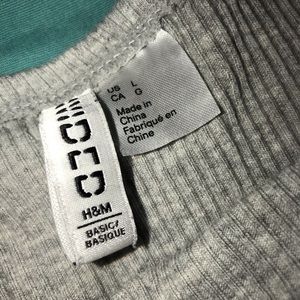 H&M
BASIC/
BASIQUE
US L
CA G
Made in
China
Fabriqué en
Chine